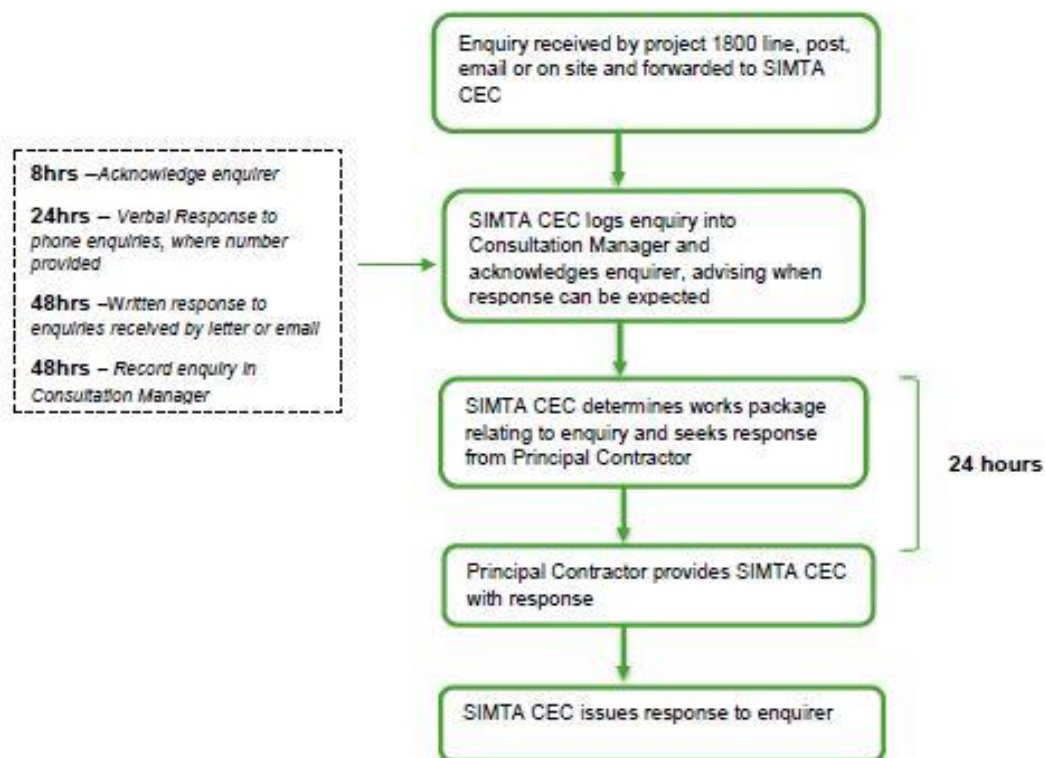 Enquiry received by project 1800 line, post,
email or on site and forwarded to SIMTA
CEC
8hrs –Acknowledge enquirer
24hrs – Verbal Response to
phone enquiries, where number
provided
48hrs –Written response to
enquiries received by letter or email
48hrs – Record enquiry in
Consultation Manager
SIMTA CEC logs enquiry into
Consultation Manager and
acknowledges enquirer, advising when
response can be expected
SIMTA CEC determines works package
relating to enquiry and seeks response
from Principal Contractor
24 hours
Principal Contractor provides SIMTA CEC
with response
SIMTA CEC issues response to enquirer